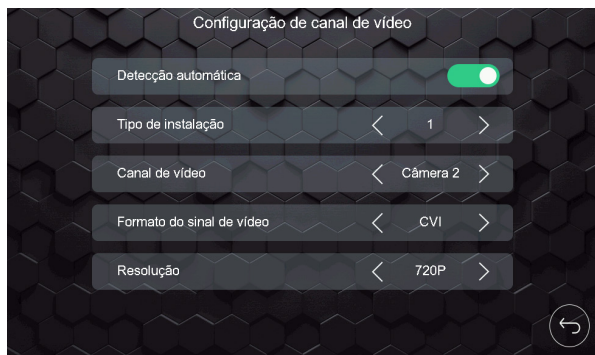 Configuração de canal de vídeo
Detecção automática
Tipo de instalação 1
Canal de vídeo Câmera 2
Formato do sinal de vídeo CVI
Resolução 720P